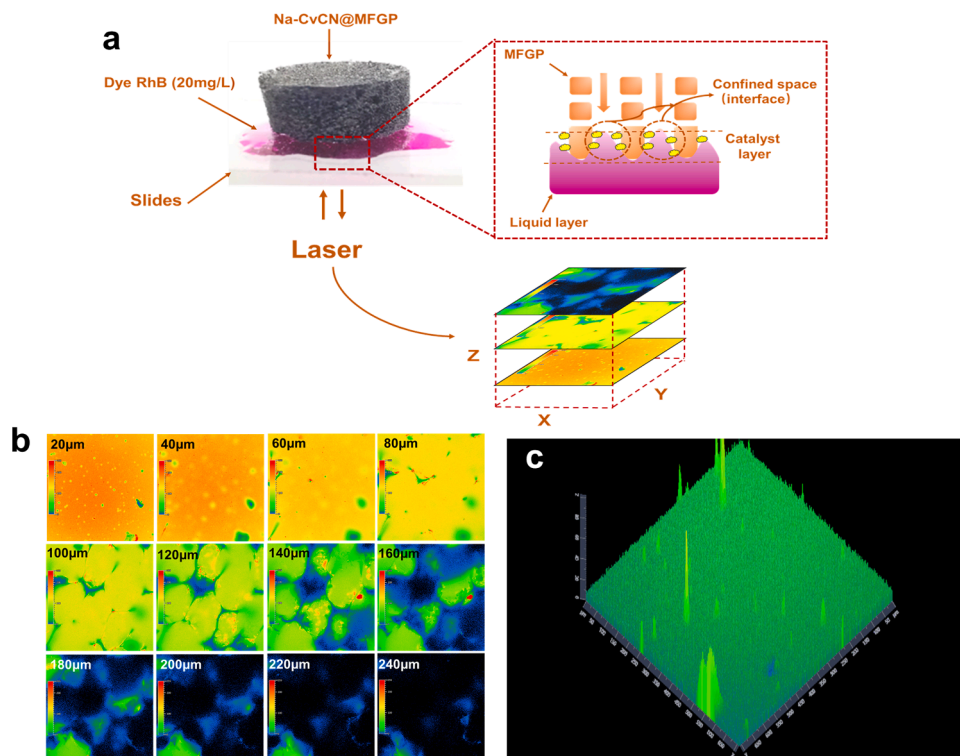 a
Na-CvCN@MFGP
Dye RhB (20mg/L)
Slides
Laser
MFGP
Confined space
(interface)
Catalyst
layer
Liquid layer
Z
Y
X
b
20μm
40μm
60μm
80μm
100μm
120μm
140μm
160μm
180μm
200μm
220μm
240μm
c